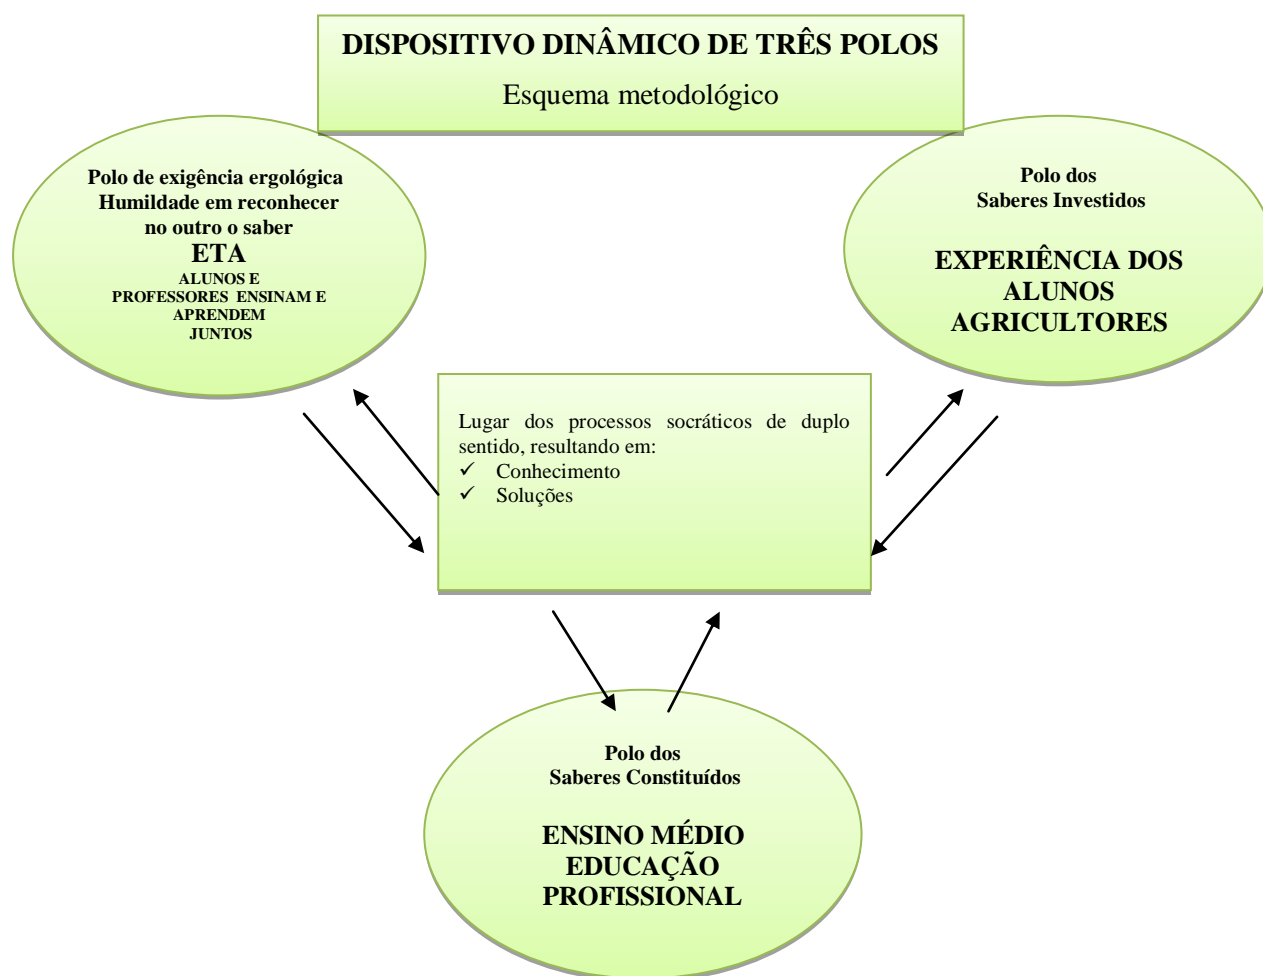 DISPOSITIVO DINÂMICO DE TRÊS POLOS
Esquema metodológico
Polo de exigência ergológica
Humildade em reconhecer
no outro o saber
ETA
ALUNOS E
PROFESSORES ENSINAM E
APRENDEM
JUNTOS
Polo dos
Saberes Investidos
EXPERIÊNCIA DOS
ALUNOS
AGRICULTORES
Lugar dos processos socráticos de duplo
sentido, resultando em:
✓ Conhecimento
✓ Soluções
Polo dos
Saberes Constituídos
ENSINO MÉDIO
EDUCAÇÃO
PROFISSIONAL